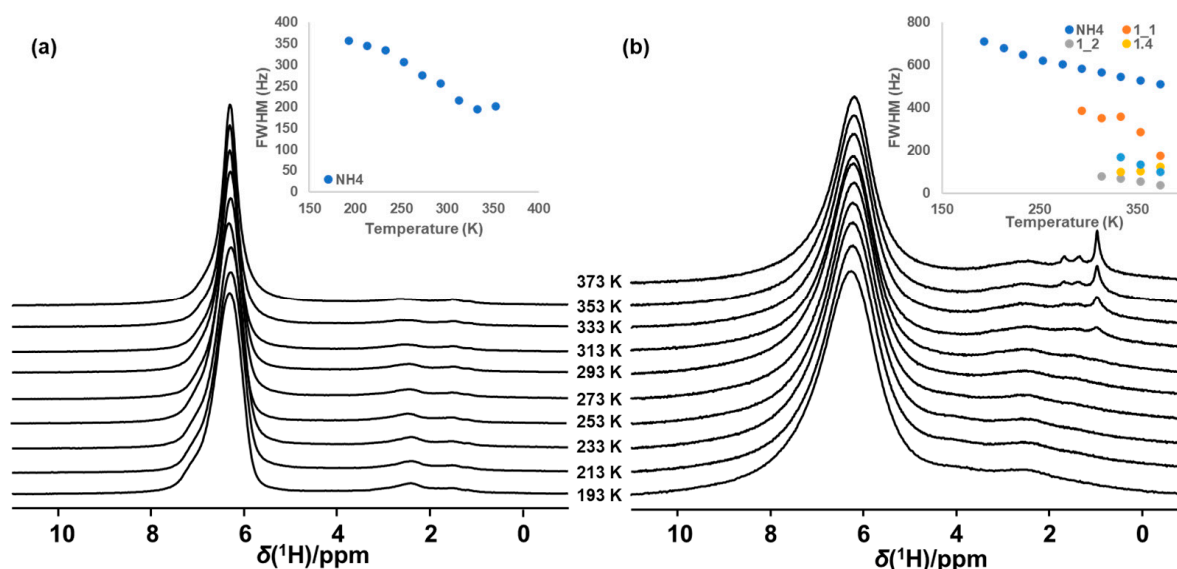 (a)
400
350
300
250
200
150
100
50
0
FWHM (Hz)
NH4
150 200 250 300 350 400
Temperature (K)
(b)
800
600
400
200
0
FWHM (Hz)
NH4 1_1
1_2 1.4
150 250 350
Temperature (K)
373 K
353 K
333 K
313 K
293 K
273 K
253 K
233 K
213 K
193 K
10 8 6 4 2 0
δ(¹H)/ppm
10 8 6 4 2 0
δ(¹H)/ppm